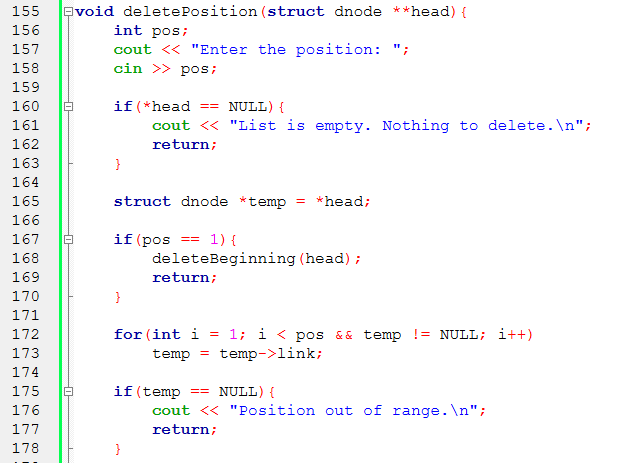 155 void deletePosition(struct dnode **head){
156     int pos;
157     cout << "Enter the position: ";
158     cin >> pos;
159
160     if(*head == NULL){
161         cout << "List is empty. Nothing to delete.\n";
162         return;
163     }
164
165     struct dnode *temp = *head;
166
167     if(pos == 1){
168         deleteBeginning(head);
169         return;
170     }
171
172     for(int i = 1; i < pos && temp != NULL; i++)
173         temp = temp->link;
174
175     if(temp == NULL){
176         cout << "Position out of range.\n";
177         return;
178     }